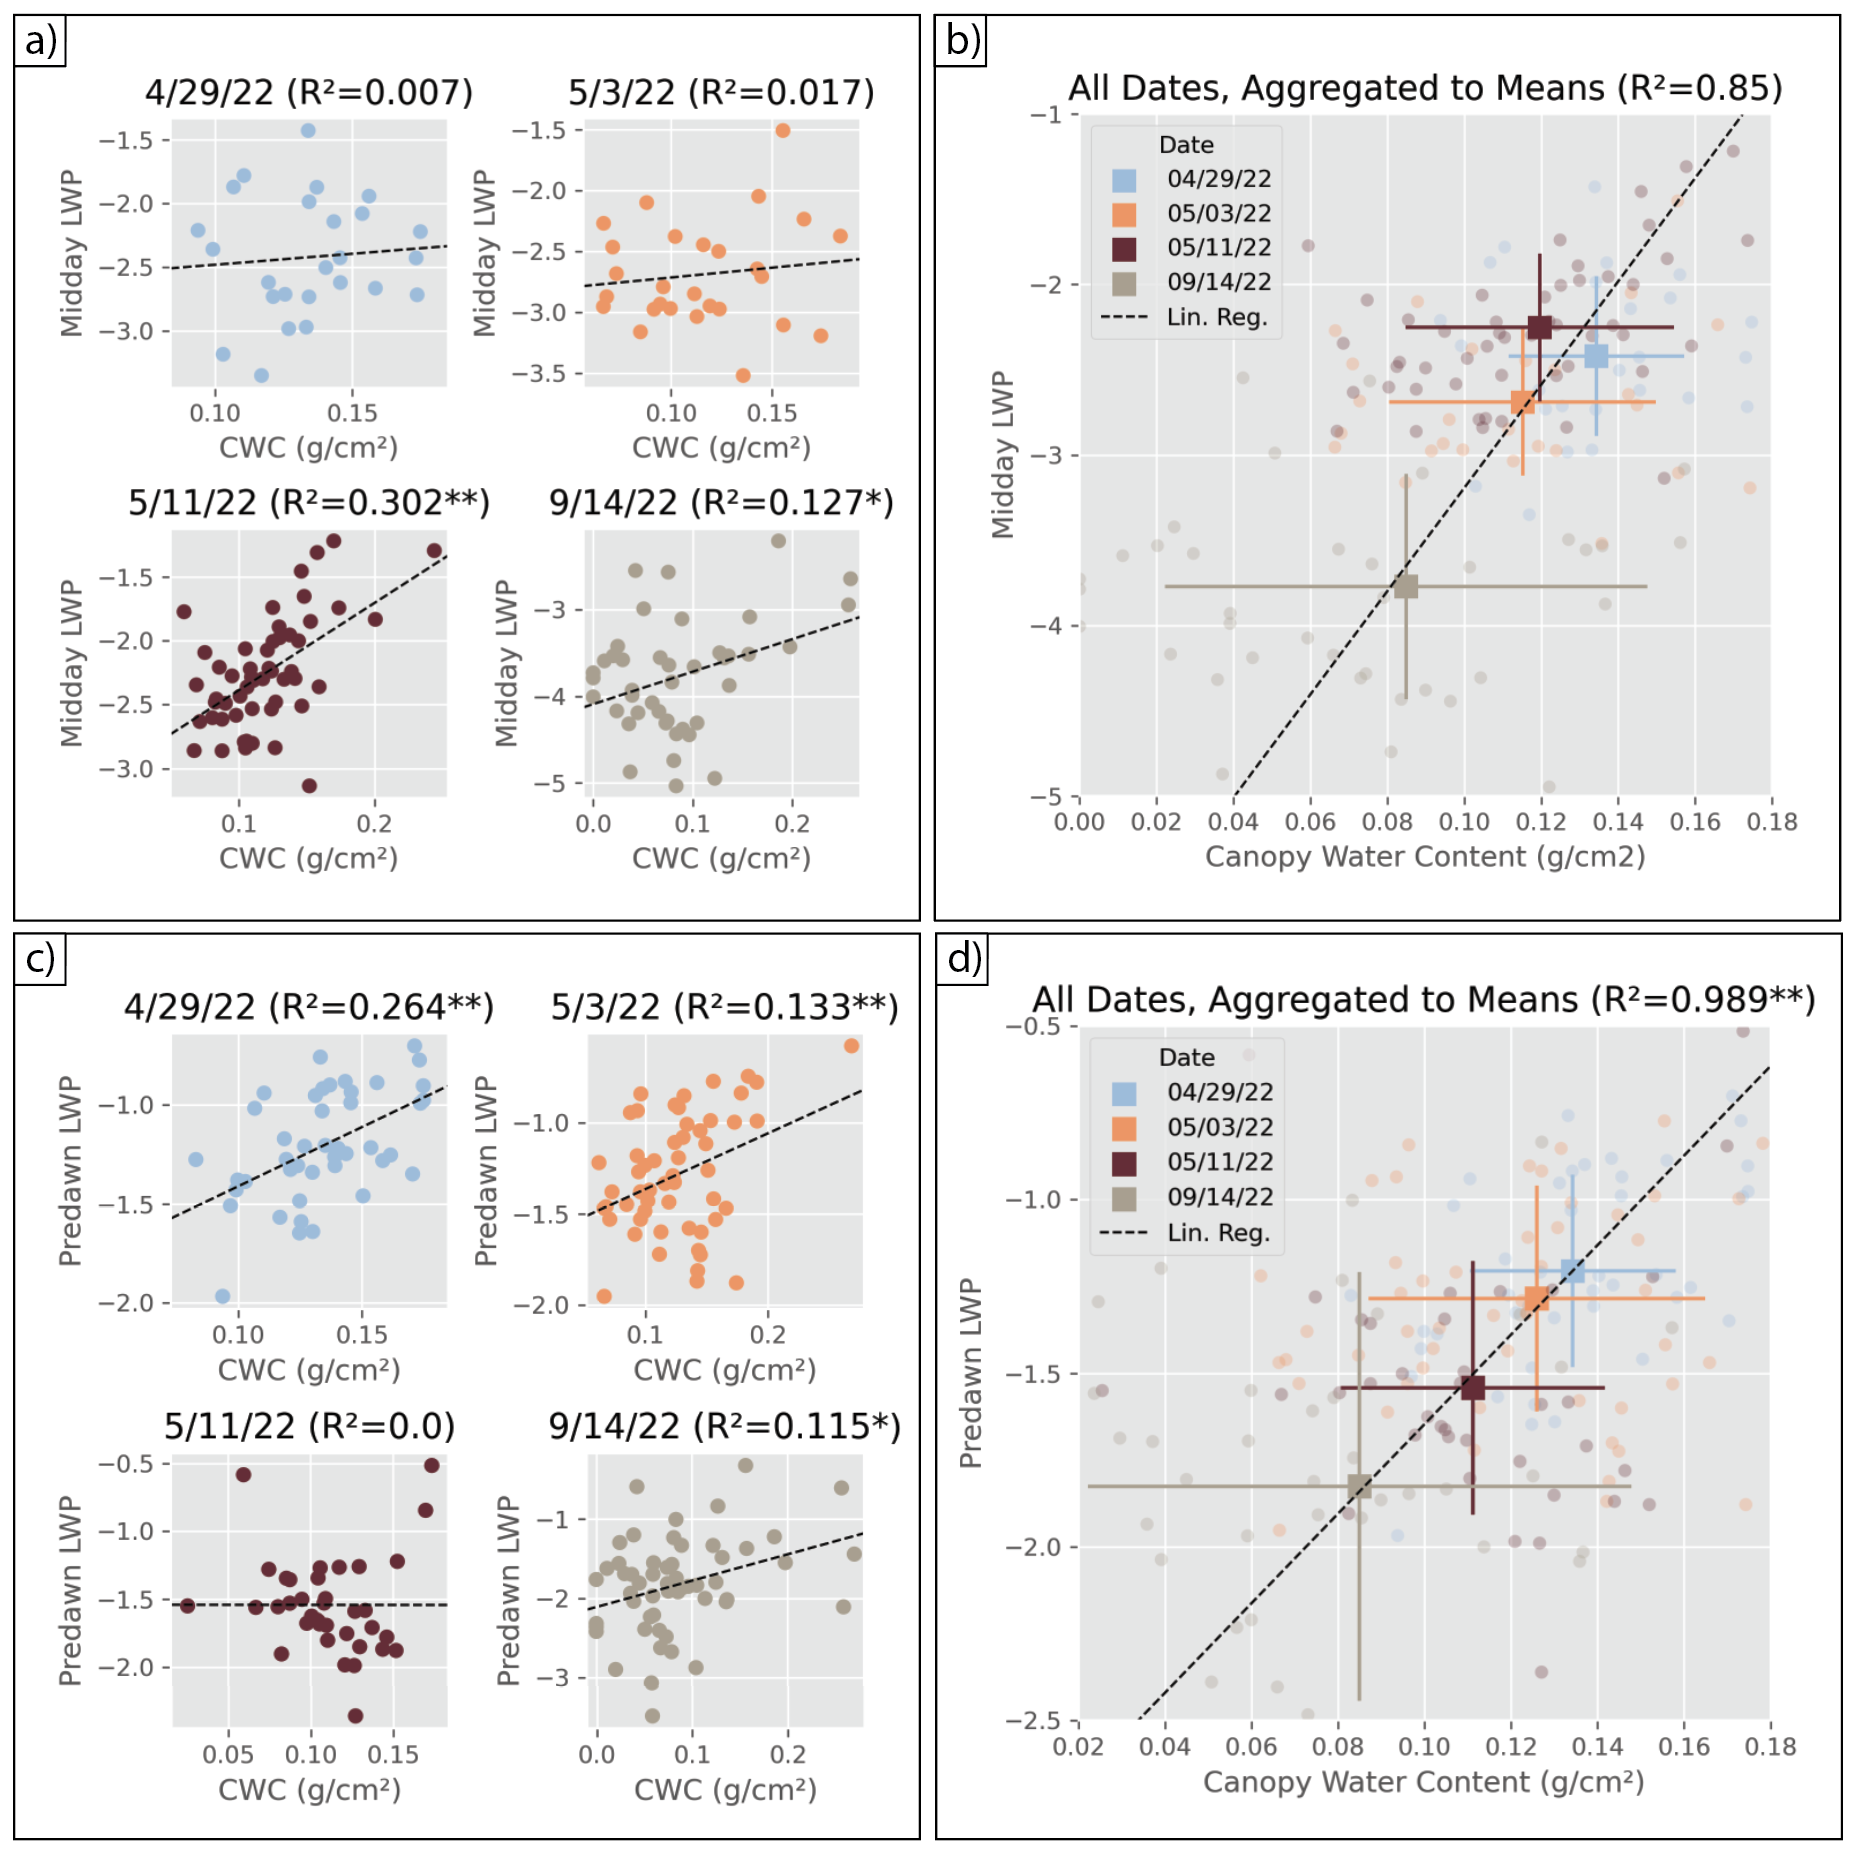 a)
4/29/22 (R²=0.007)
−1.5
−2.0
−2.5
−3.0
Midday LWP
0.10 0.15
CWC (g/cm²)
5/3/22 (R²=0.017)
−1.5
−2.0
−2.5
−3.0
−3.5
Midday LWP
0.10 0.15
CWC (g/cm²)
5/11/22 (R²=0.302**)
−1.5
−2.0
−2.5
−3.0
Midday LWP
0.1 0.2
CWC (g/cm²)
9/14/22 (R²=0.127*)
−3
−4
−5
Midday LWP
0.0 0.1 0.2
CWC (g/cm²)
b)
All Dates, Aggregated to Means (R²=0.85)
−1
−2
−3
−4
−5
Midday LWP
Date
04/29/22
05/03/22
05/11/22
09/14/22
Lin. Reg.
0.00 0.02 0.04 0.06 0.08 0.10 0.12 0.14 0.16 0.18
Canopy Water Content (g/cm2)
c)
4/29/22 (R²=0.264**)
−1.0
−1.5
−2.0
Predawn LWP
0.10 0.15
CWC (g/cm²)
5/3/22 (R²=0.133**)
−1.0
−1.5
−2.0
Predawn LWP
0.1 0.2
CWC (g/cm²)
5/11/22 (R²=0.0)
−0.5
−1.0
−1.5
−2.0
Predawn LWP
0.05 0.10 0.15
CWC (g/cm²)
9/14/22 (R²=0.115*)
−1
−2
−3
Predawn LWP
0.0 0.1 0.2
CWC (g/cm²)
d)
All Dates, Aggregated to Means (R²=0.989**)
−0.5
−1.0
−1.5
−2.0
−2.5
Predawn LWP
Date
04/29/22
05/03/22
05/11/22
09/14/22
Lin. Reg.
0.02 0.04 0.06 0.08 0.10 0.12 0.14 0.16 0.18
Canopy Water Content (g/cm²)